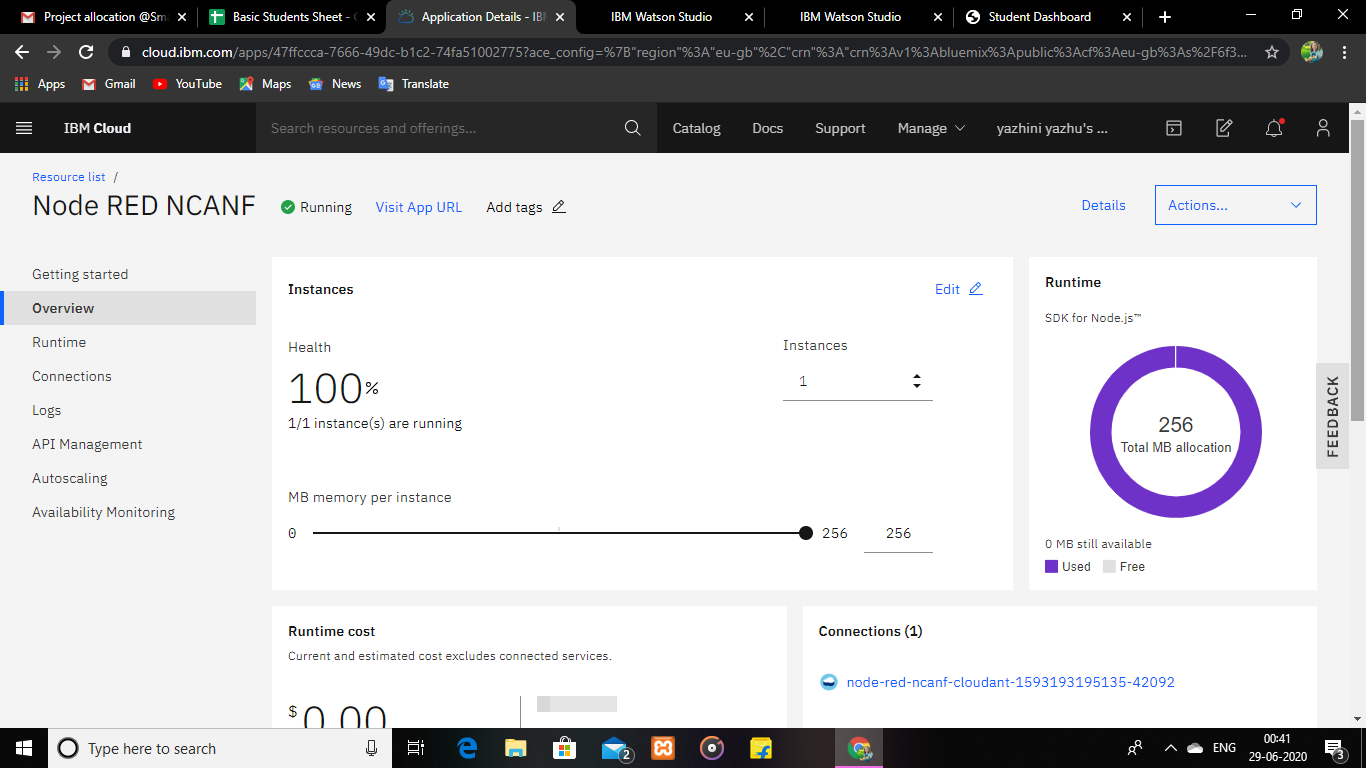 Project allocation @Sma
Basic Students Sheet - G
Application Details - IBM
IBM Watson Studio
IBM Watson Studio
Student Dashboard
cloud.ibm.com/apps/47ffccca-7666-49dc-b1c2-74fa51002775?ace_config=%7B"region"%3A"eu-gb"%2C"crn"%3A"crn%3Av1%3Abluemix%3Apublic%3Acf%3Aeu-gb%3As%2F6f3...
Apps Gmail YouTube Maps News Translate
IBM Cloud
Search resources and offerings...
Catalog Docs Support Manage yazhini yazhu's ...
Resource list /
Node RED NCANF
Running Visit App URL Add tags
Details Actions...
Getting started
Overview
Runtime
Connections
Logs
API Management
Autoscaling
Availability Monitoring
Instances
Edit
Health
100%
1/1 instance(s) are running
Instances
1
MB memory per instance
0 256 256
Runtime
SDK for Node.js™
256
Total MB allocation
0 MB still available
Used Free
FEEDBACK
Runtime cost
Current and estimated cost excludes connected services.
$0.00
Connections (1)
node-red-ncanf-cloudant-1593193195135-42092
Type here to search
2
ENG
00:41
29-06-2020
3